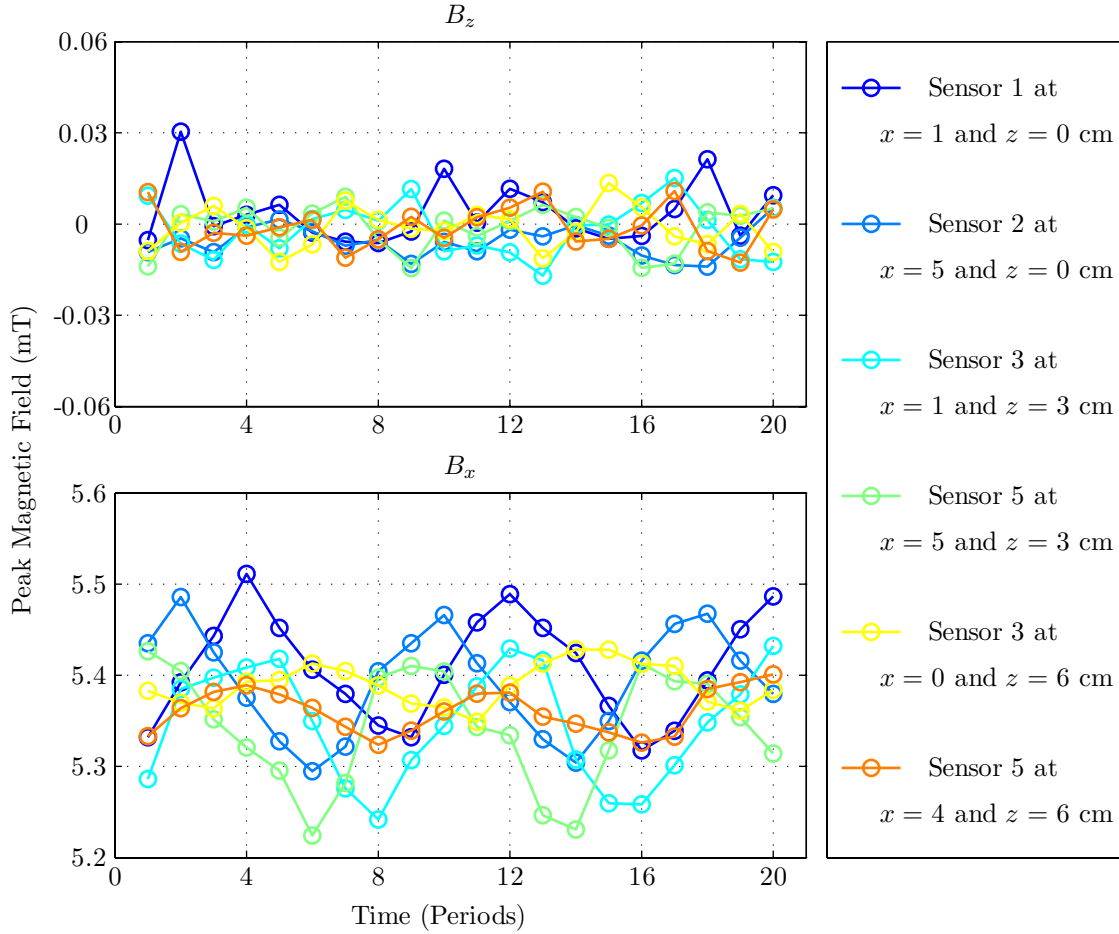 B_z
0.06
0.03
0
-0.03
-0.06
0 4 8 12 16 20
Peak Magnetic Field (mT)
B_x
5.6
5.5
5.4
5.3
5.2
0 4 8 12 16 20
Time (Periods)
Sensor 1 at
x = 1 and z = 0 cm
Sensor 2 at
x = 5 and z = 0 cm
Sensor 3 at
x = 1 and z = 3 cm
Sensor 5 at
x = 5 and z = 3 cm
Sensor 3 at
x = 0 and z = 6 cm
Sensor 5 at
x = 4 and z = 6 cm